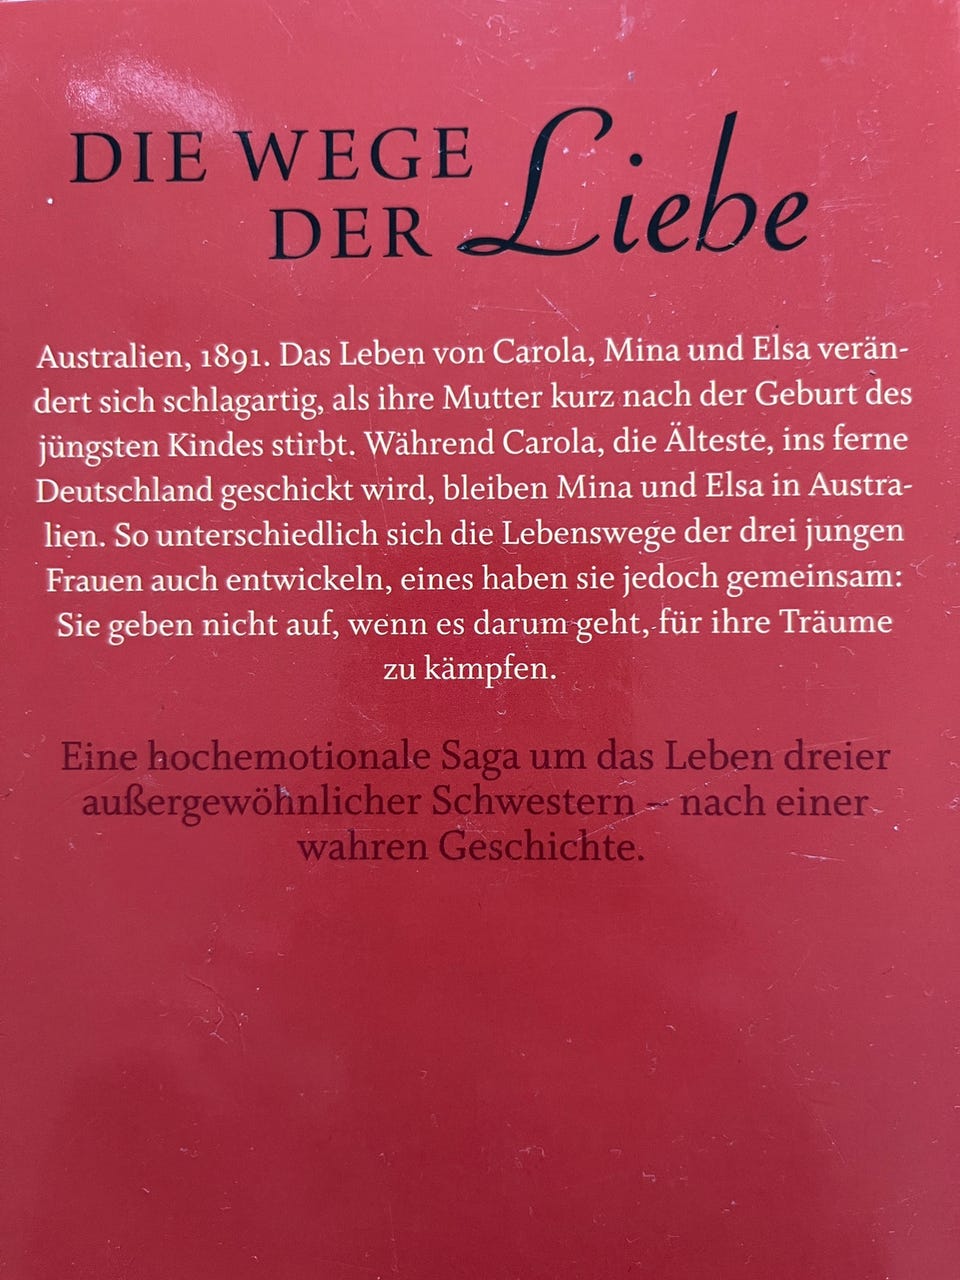 DIE WEGE
DER Liebe
Australien, 1891. Das Leben von Carola, Mina und Elsa verän-
dert sich schlagartig, als ihre Mutter kurz nach der Geburt des
jüngsten Kindes stirbt. Während Carola, die Älteste, ins ferne
Deutschland geschickt wird, bleiben Mina und Elsa in Austra-
lien. So unterschiedlich sich die Lebenswege der drei jungen
Frauen auch entwickeln, eines haben sie jedoch gemeinsam:
Sie geben nicht auf, wenn es darum geht, für ihre Träume
zu kämpfen.
Eine hochemotionale Saga um das Leben dreier
außergewöhnlicher Schwestern – nach einer
wahren Geschichte.